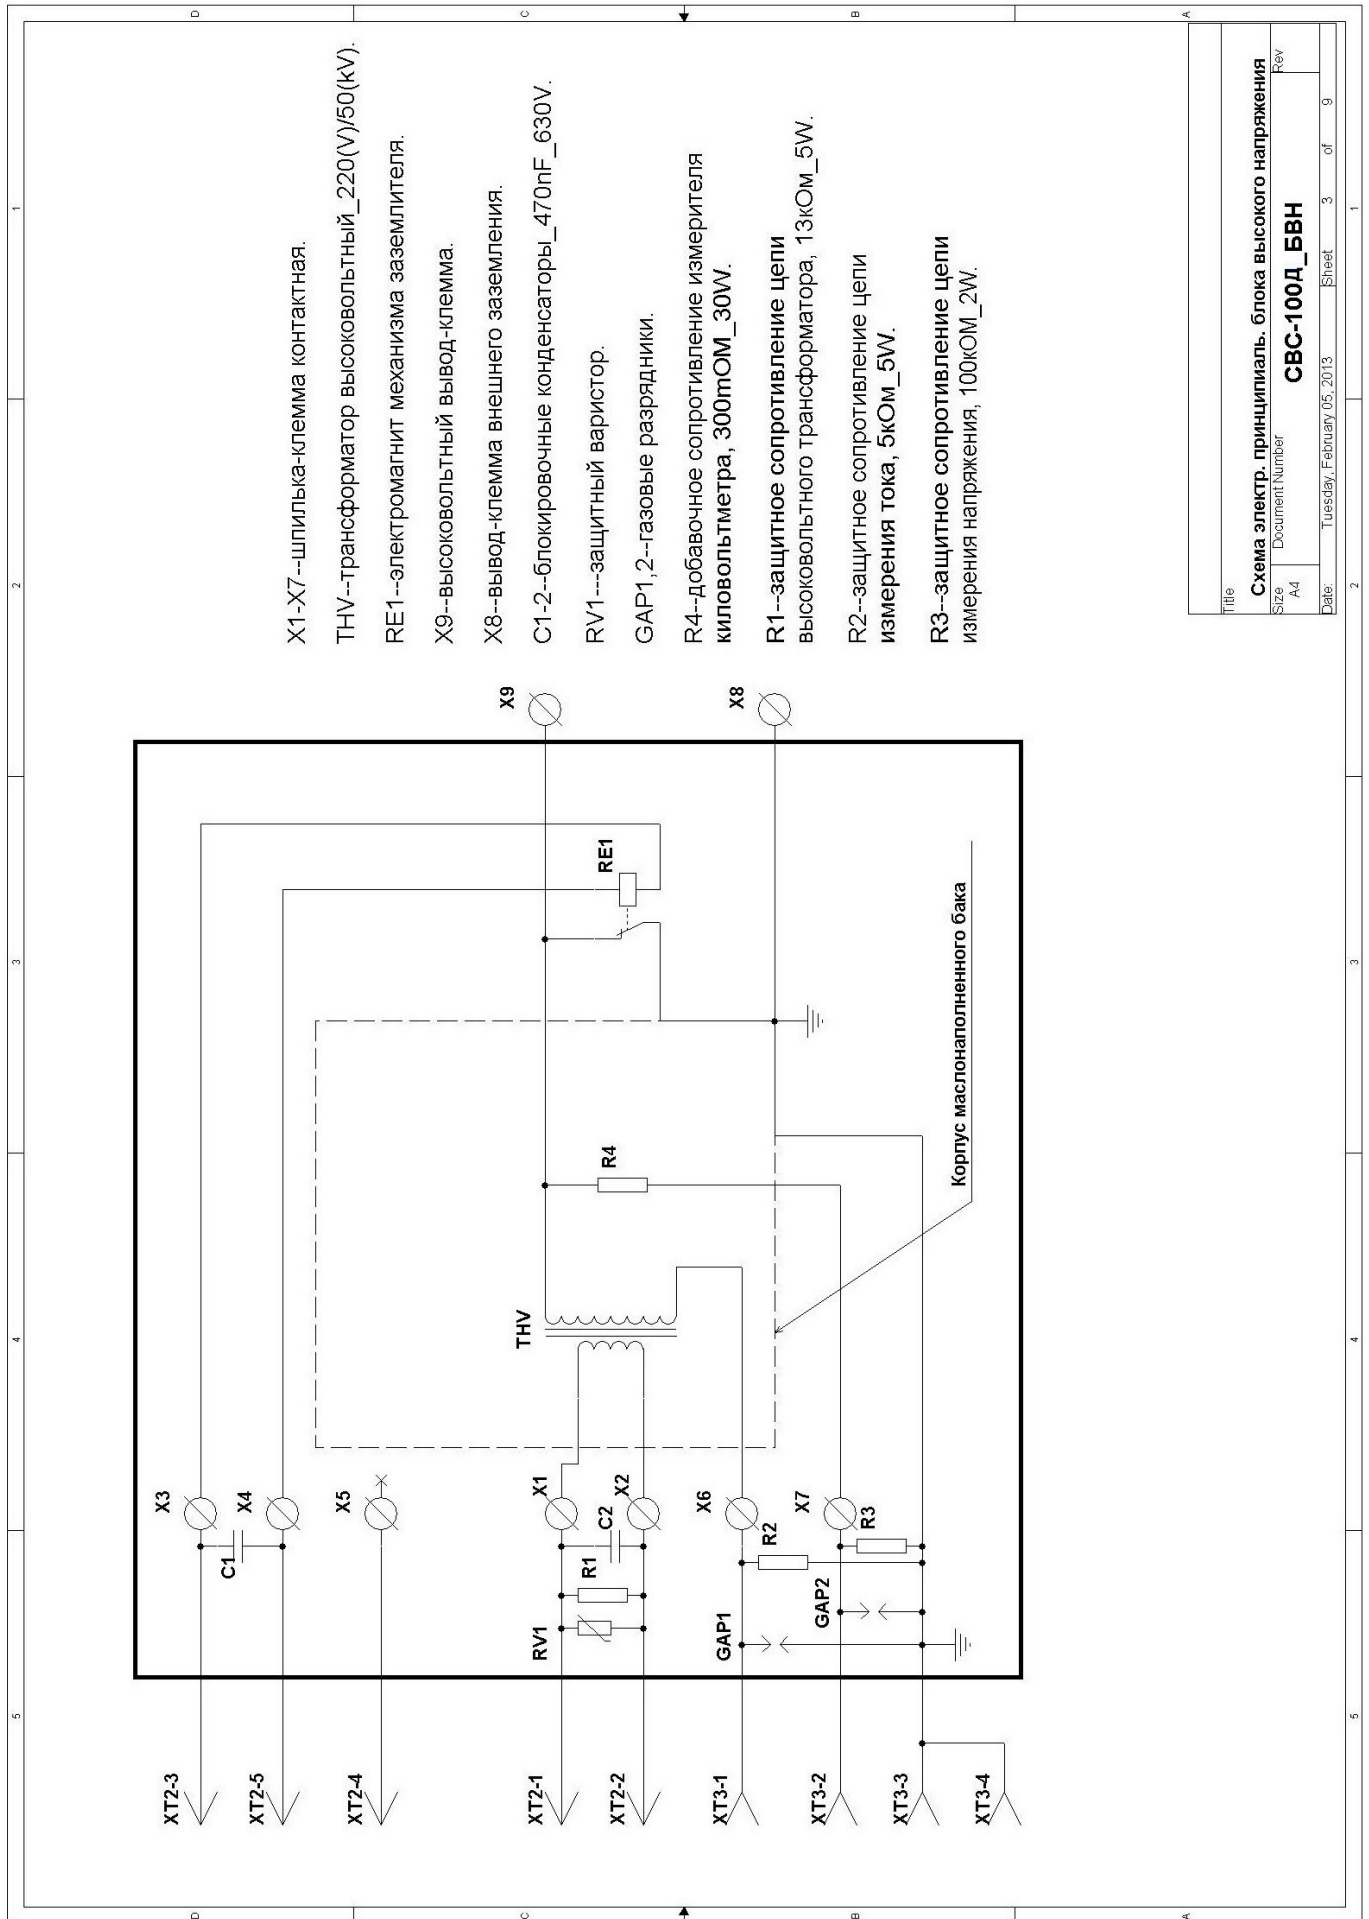 X1-X7--шпилька-клемма контактная.
THV--трансформатор высоковольтный_220(V)/50(kV).
RE1--электромагнит механизма заземлителя.
X9--высоковольтный вывод-клемма.
X8--вывод-клемма внешнего заземления.
C1-2--блокировочные конденсаторы_470nF_630V.
RV1---защитный варистор.
GAP1,2--газовые разрядники.
R4--добавочное сопротивление измерителя
киловольтметра, 300mОМ_30W.
R1---защитное сопротивление цепи
высоковольтного трансформатора, 13кОм_5W.
R2--защитное сопротивление цепи
измерения тока, 5кОм_5W.
R3--защитное сопротивление цепи
измерения напряжения, 100кОМ_2W.
XT2-3
X3
C1
XT2-5
X4
XT2-4
X5
X9
THV
XT2-1
RV1
R1
C2
X1
XT2-2
X2
R4
RE1
XT3-1
GAP1
X6
R2
X8
XT3-2
GAP2
X7
R3
XT3-3
XT3-4
Корпус маслонаполненного бака
Title
Схема электр. принципиаль. блока высокого напряжения
Size
A4
Document Number
СВС-100Д_БВН
Rev
Date:
Tuesday, February 05, 2013
Sheet
3
of
9
5
4
3
2
1
5
4
3
2
1
D
C
B
A
D
C
B
A